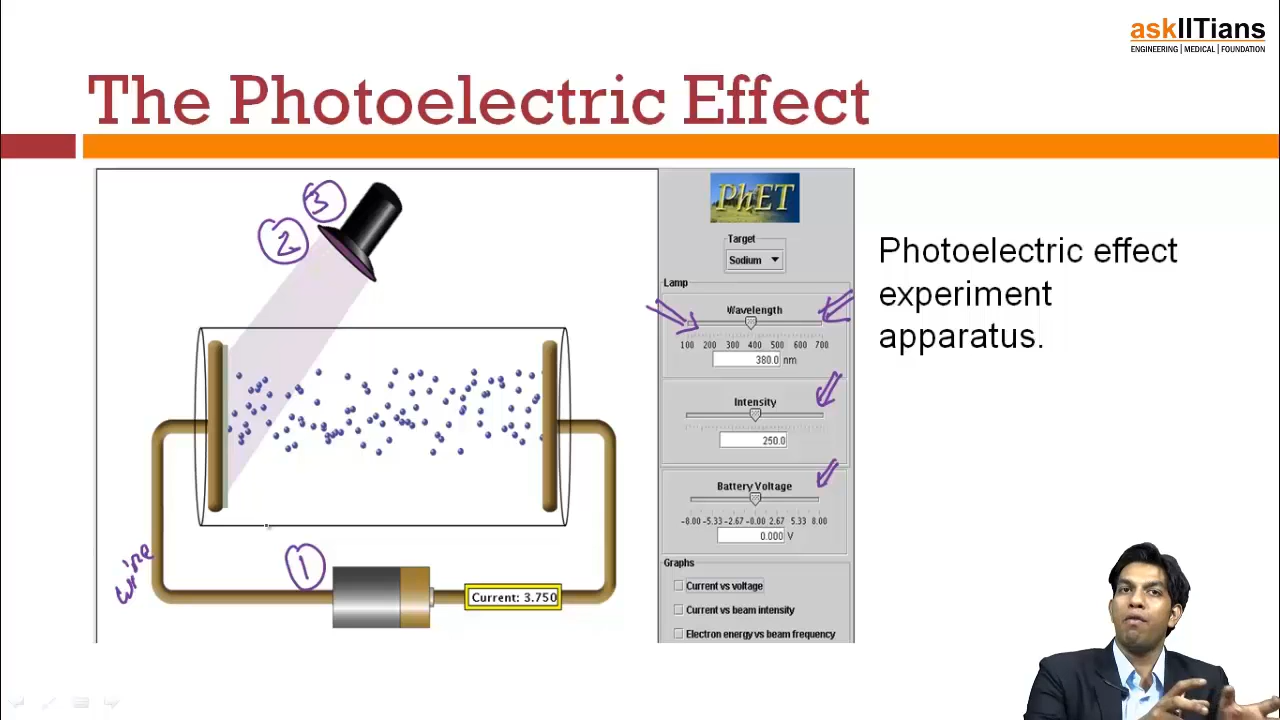 askIITians
ENGINEERING | MEDICAL | FOUNDATION
The Photoelectric Effect
3
2
1
wire
Current: 3.750
PhET
Target
Sodium
Lamp
Wavelength
100 200 300 400 500 600 700
380.0 nm
Intensity
250.0
Battery Voltage
-8.00 -5.33 -2.67 -0.00 2.67 5.33 8.00
0.000 V
Graphs
Current vs voltage
Current vs beam intensity
Electron energy vs beam frequency
Photoelectric effect
experiment
apparatus.